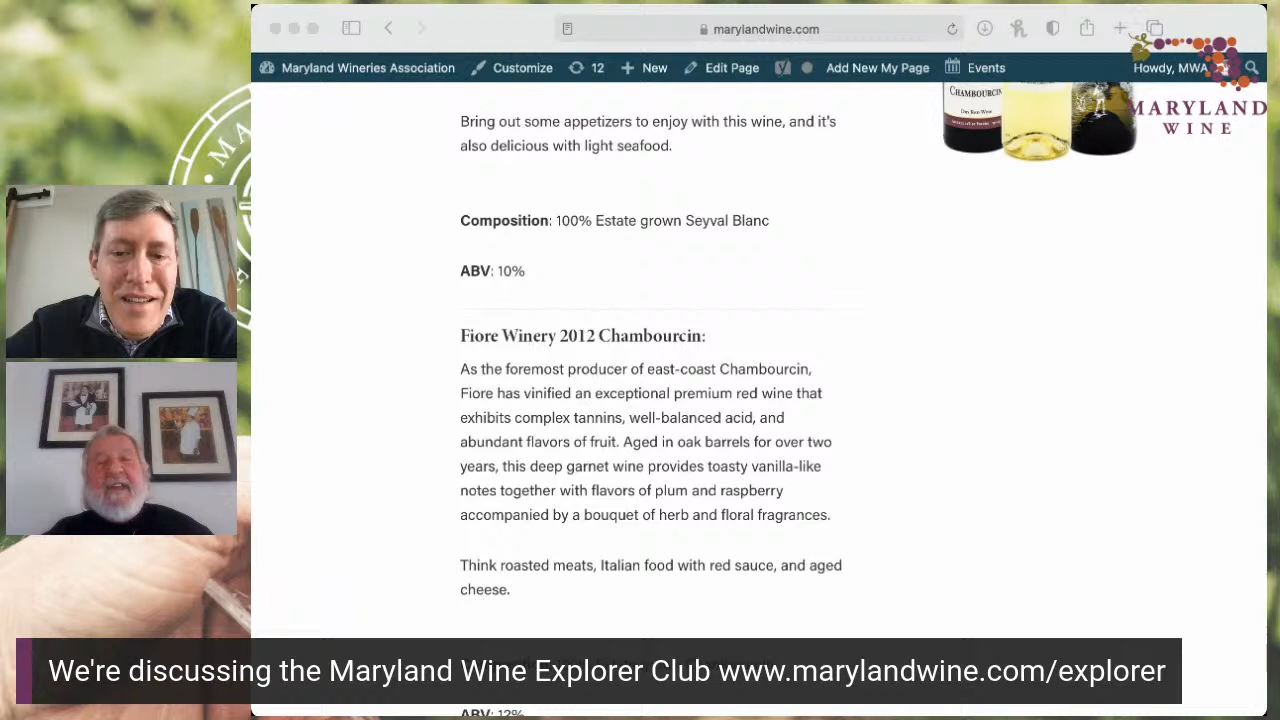 marylandwine.com
Maryland Wineries Association Customize 12 New Edit Page Add New My Page Events Howdy, MWA
MARYLAND
WINE
CHAMBOURCIN
Bring out some appetizers to enjoy with this wine, and it's
also delicious with light seafood.
Composition: 100% Estate grown Seyval Blanc
ABV: 10%
Fiore Winery 2012 Chambourcin:
As the foremost producer of east-coast Chambourcin,
Fiore has vinified an exceptional premium red wine that
exhibits complex tannins, well-balanced acid, and
abundant flavors of fruit. Aged in oak barrels for over two
years, this deep garnet wine provides toasty vanilla-like
notes together with flavors of plum and raspberry
accompanied by a bouquet of herb and floral fragrances.
Think roasted meats, Italian food with red sauce, and aged
cheese.
We're discussing the Maryland Wine Explorer Club www.marylandwine.com/explorer
ABV: 12%